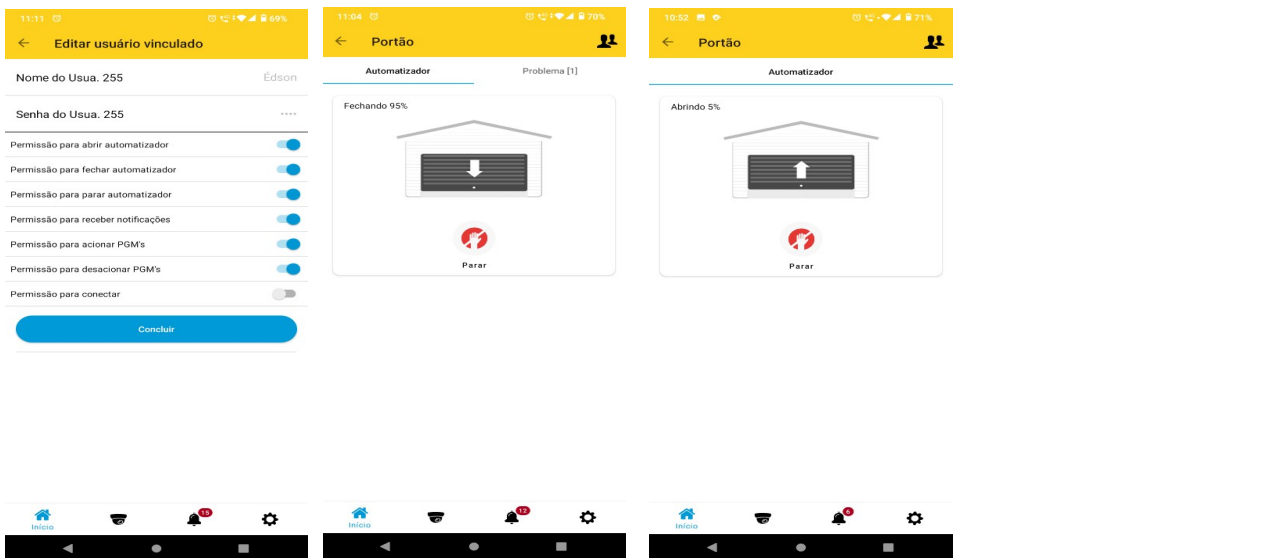 11:11 69%
Editar usuário vinculado
Nome do Usua. 255 Édson
Senha do Usua. 255 ····
Permissão para abrir automatizador
Permissão para fechar automatizador
Permissão para parar automatizador
Permissão para receber notificações
Permissão para acionar PGM's
Permissão para desacionar PGM's
Permissão para conectar
Concluir
Início
15
11:04 70%
Portão
Automatizador Problema [1]
Fechando 95%
Parar
Início
12
10:52 71%
Portão
Automatizador
Abrindo 5%
Parar
Início
6